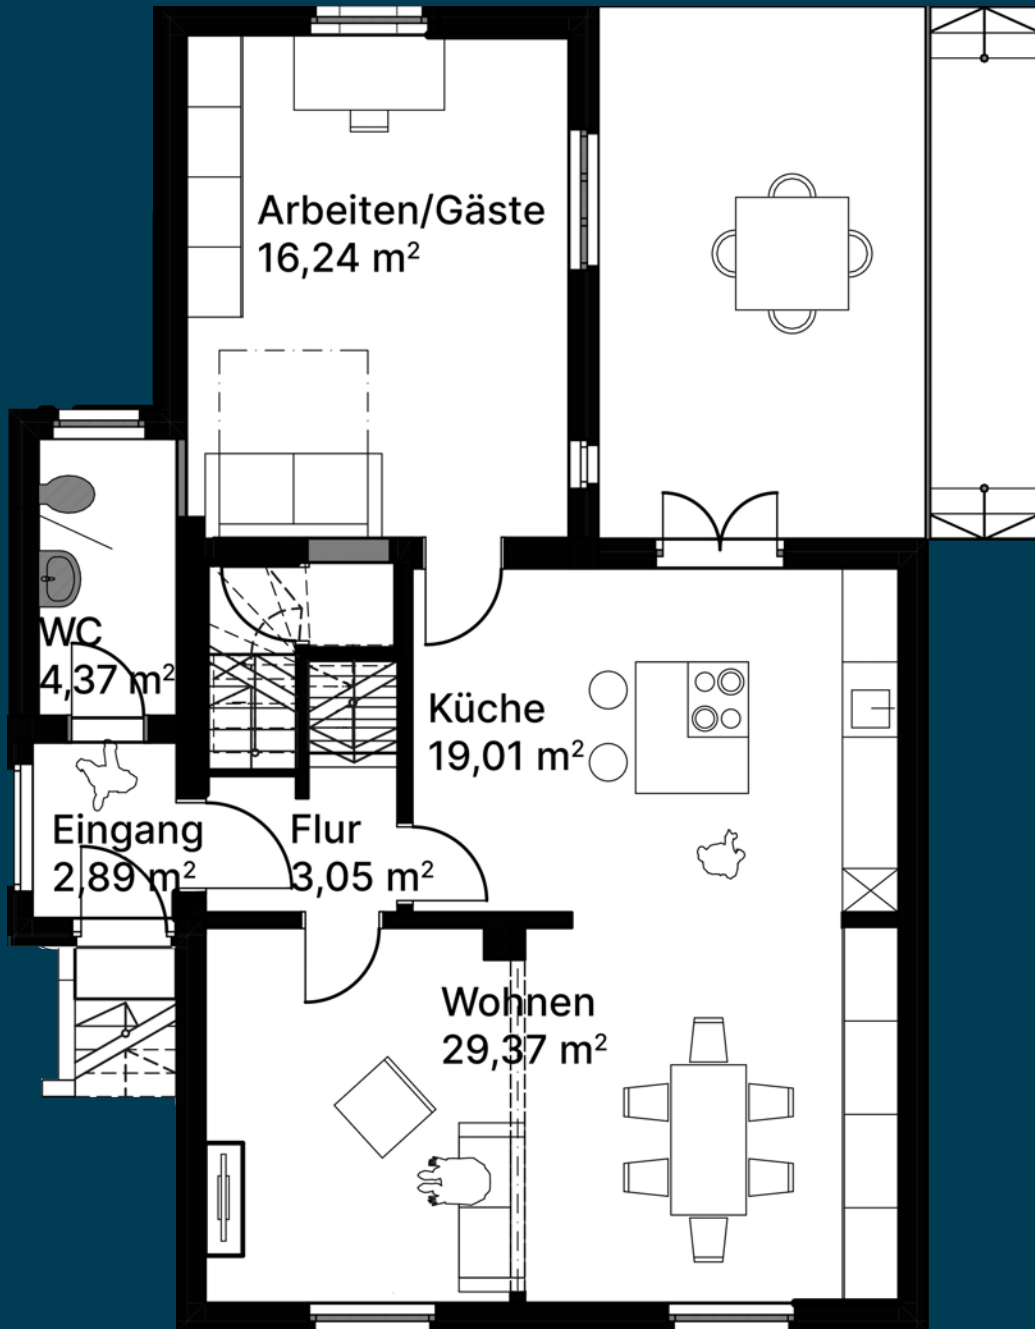 Arbeiten/Gäste
16,24 m²
WC
4,37 m²
Küche
19,01 m²
Eingang
2,89 m²
Flur
3,05 m²
Wohnen
29,37 m²